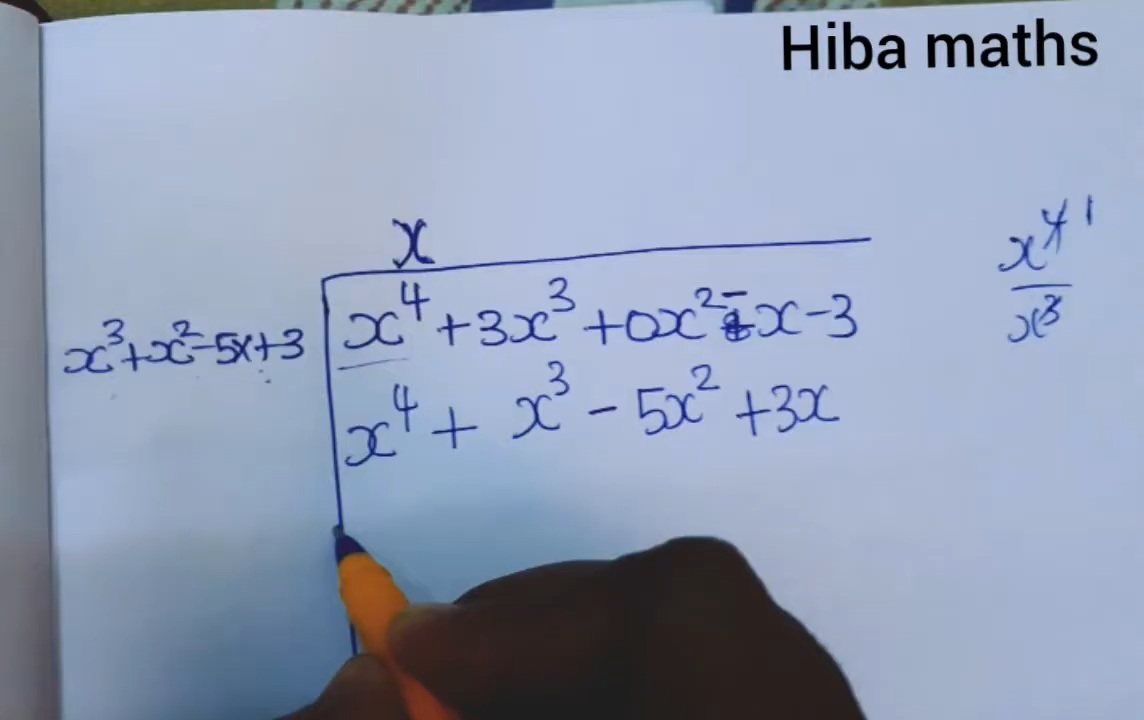 Hiba maths
x
x⁴+3x³+0x²-x-3
x³+x²-5x+3
x⁴+ x³- 5x²+3x
x⁴ 1
x³